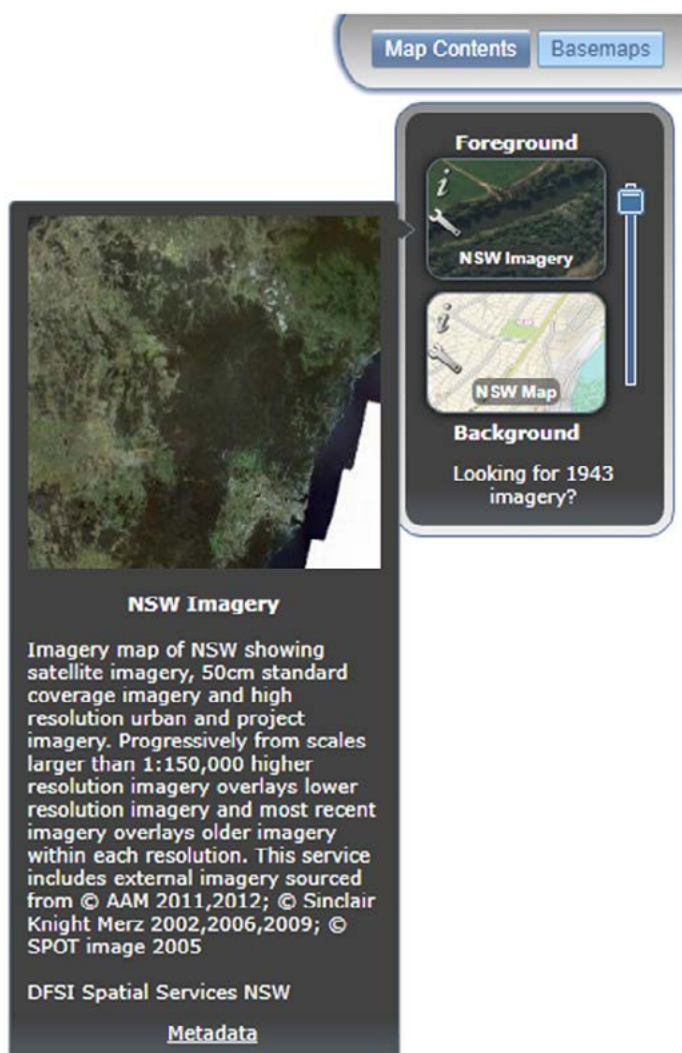 Map Contents
Basemaps
Foreground
NSW Imagery
NSW Map
Background
Looking for 1943
imagery?
NSW Imagery
Imagery map of NSW showing
satellite imagery, 50cm standard
coverage imagery and high
resolution urban and project
imagery. Progressively from scales
larger than 1:150,000 higher
resolution imagery overlays lower
resolution imagery and most recent
imagery overlays older imagery
within each resolution. This service
includes external imagery sourced
from © AAM 2011,2012; © Sinclair
Knight Merz 2002,2006,2009; ©
SPOT image 2005
DFSI Spatial Services NSW
Metadata